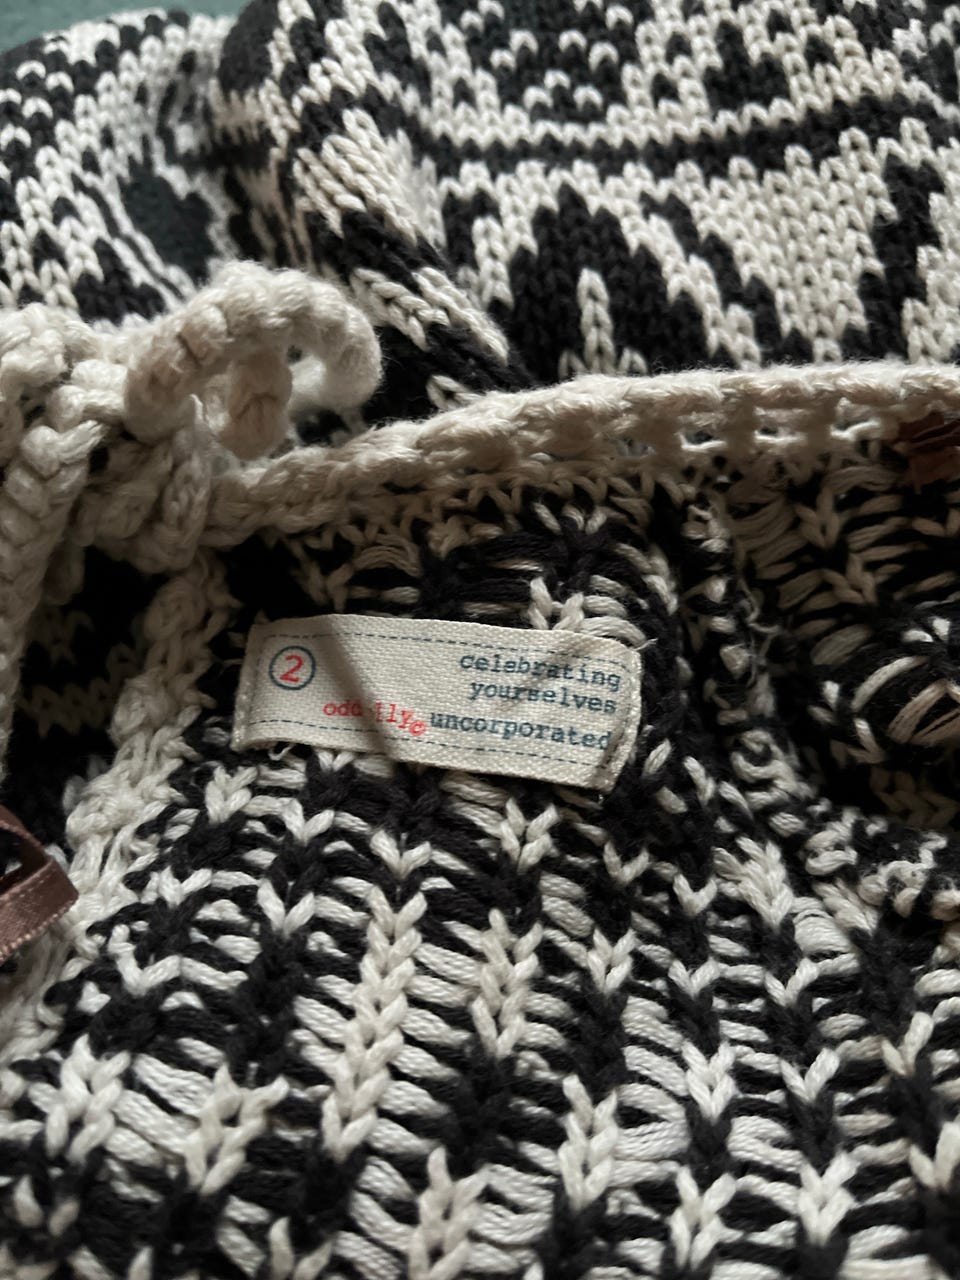 2
celebrating
yourselves
uncorporated